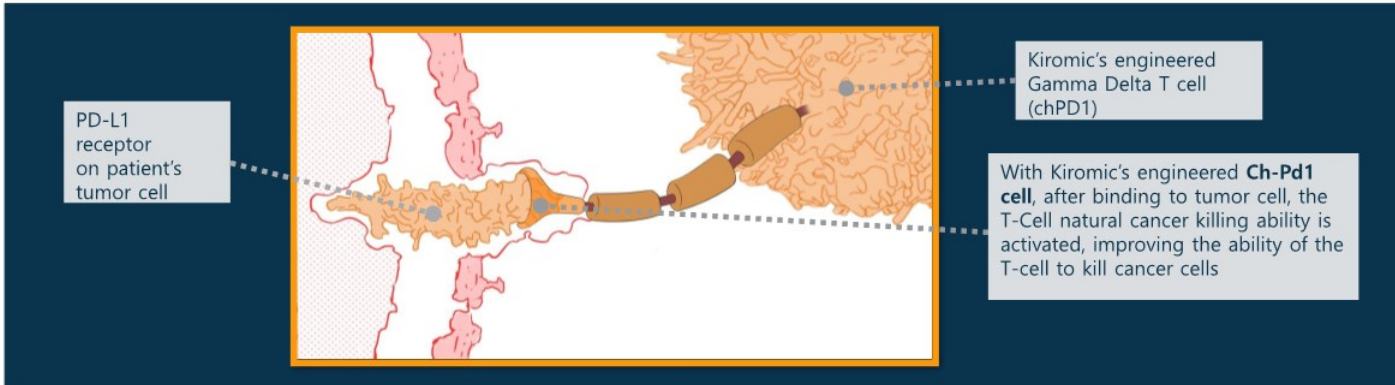 PD-L1
receptor
on patient's
tumor cell
Kiromic's engineered
Gamma Delta T cell
(chPD1)
With Kiromic's engineered Ch-Pd1
cell, after binding to tumor cell, the
T-Cell natural cancer killing ability is
activated, improving the ability of the
T-cell to kill cancer cells